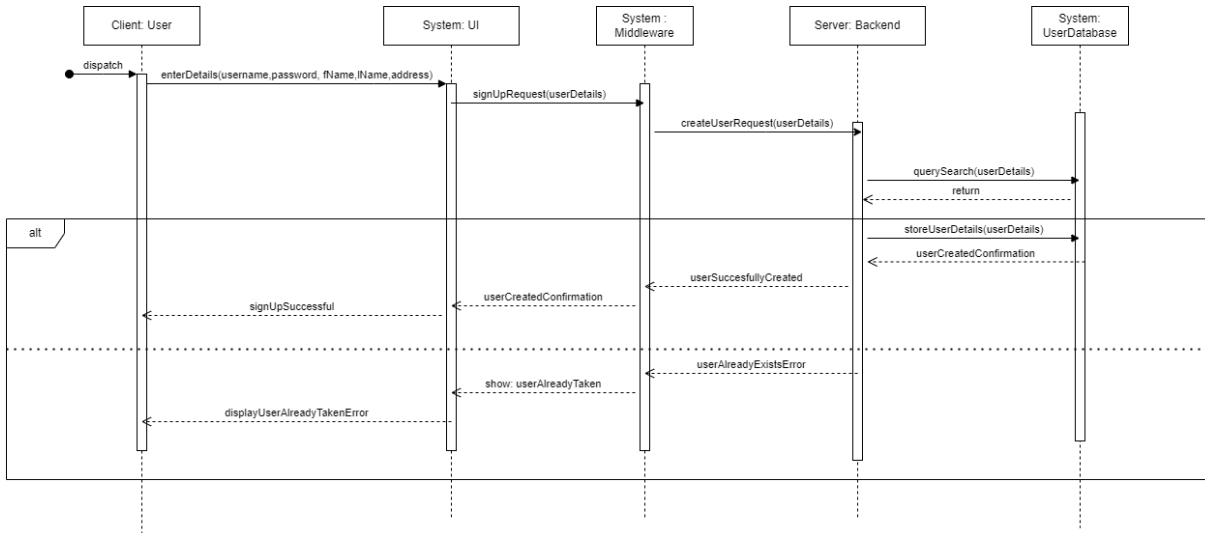 Client: User
System: UI
System :
Middleware
Server: Backend
System:
UserDatabase
dispatch
enterDetails(username,password, fName,lName,address)
signUpRequest(userDetails)
createUserRequest(userDetails)
querySearch(userDetails)
return
alt
storeUserDetails(userDetails)
userCreatedConfirmation
userSuccesfullyCreated
userCreatedConfirmation
signUpSuccessful
userAlreadyExistsError
show: userAlreadyTaken
displayUserAlreadyTakenError